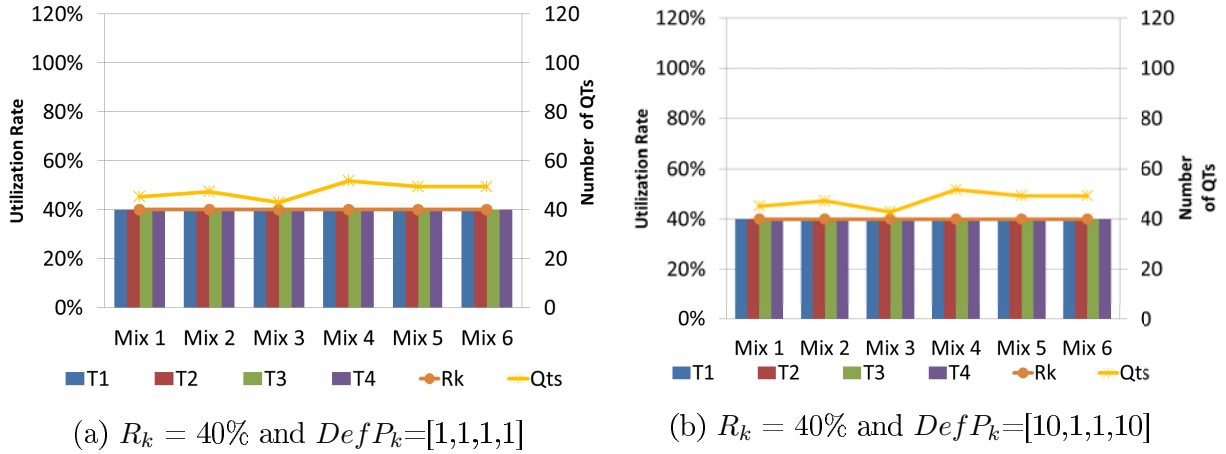 120%
100%
80%
60%
40%
20%
0%
Utilization Rate
120
100
80
60
40
20
0
Number of QTs
Mix 1 Mix 2 Mix 3 Mix 4 Mix 5 Mix 6
T1 T2 T3 T4 Rk Qts
(a) Rₖ = 40% and DefPₖ=[1,1,1,1]
120%
100%
80%
60%
40%
20%
0%
Utilization Rate
120
100
80
60
40
20
0
Number
of QTs
Mix 1 Mix 2 Mix 3 Mix 4 Mix 5 Mix 6
T1 T2 T3 T4 Rk Qts
(b) Rₖ = 40% and DefPₖ=[10,1,1,10]